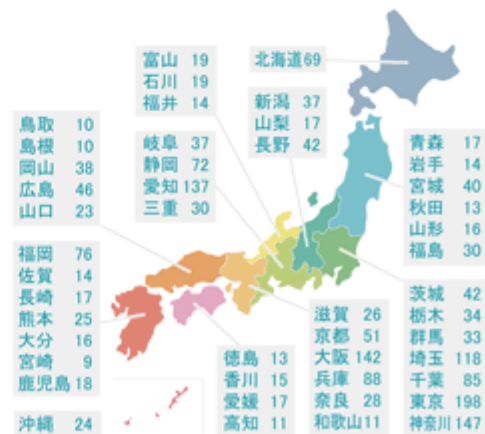 北海道69
富山 19
石川 19
福井 14
新潟 37
山梨 17
長野 42
鳥取 10
島根 10
岡山 38
広島 46
山口 23
岐阜 37
静岡 72
愛知 137
三重 30
青森 17
岩手 14
宮城 40
秋田 13
山形 16
福島 30
福岡 76
佐賀 14
長崎 17
熊本 25
大分 16
宮崎 9
鹿児島 18
沖縄 24
徳島 13
香川 15
愛媛 17
高知 11
滋賀 26
京都 51
大阪 142
兵庫 88
奈良 28
和歌山 11
茨城 42
栃木 34
群馬 33
埼玉 118
千葉 85
東京 198
神奈川 147